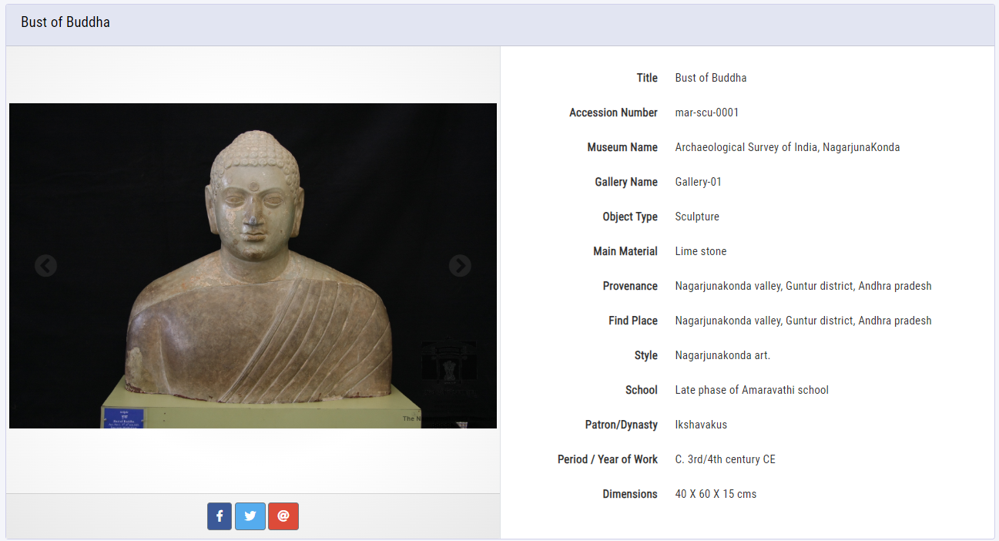 Bust of Buddha
Title Bust of Buddha
Accession Number mar-scu-0001
Museum Name Archaeological Survey of India, NagarjunaKonda
Gallery Name Gallery-01
Object Type Sculpture
Main Material Lime stone
Provenance Nagarjunakonda valley, Guntur district, Andhra pradesh
Find Place Nagarjunakonda valley, Guntur district, Andhra pradesh
Style Nagarjunakonda art.
School Late phase of Amaravathi school
Patron/Dynasty Ikshavakus
Period / Year of Work C. 3rd/4th century CE
Dimensions 40 X 60 X 15 cms
Bust of Buddha
The